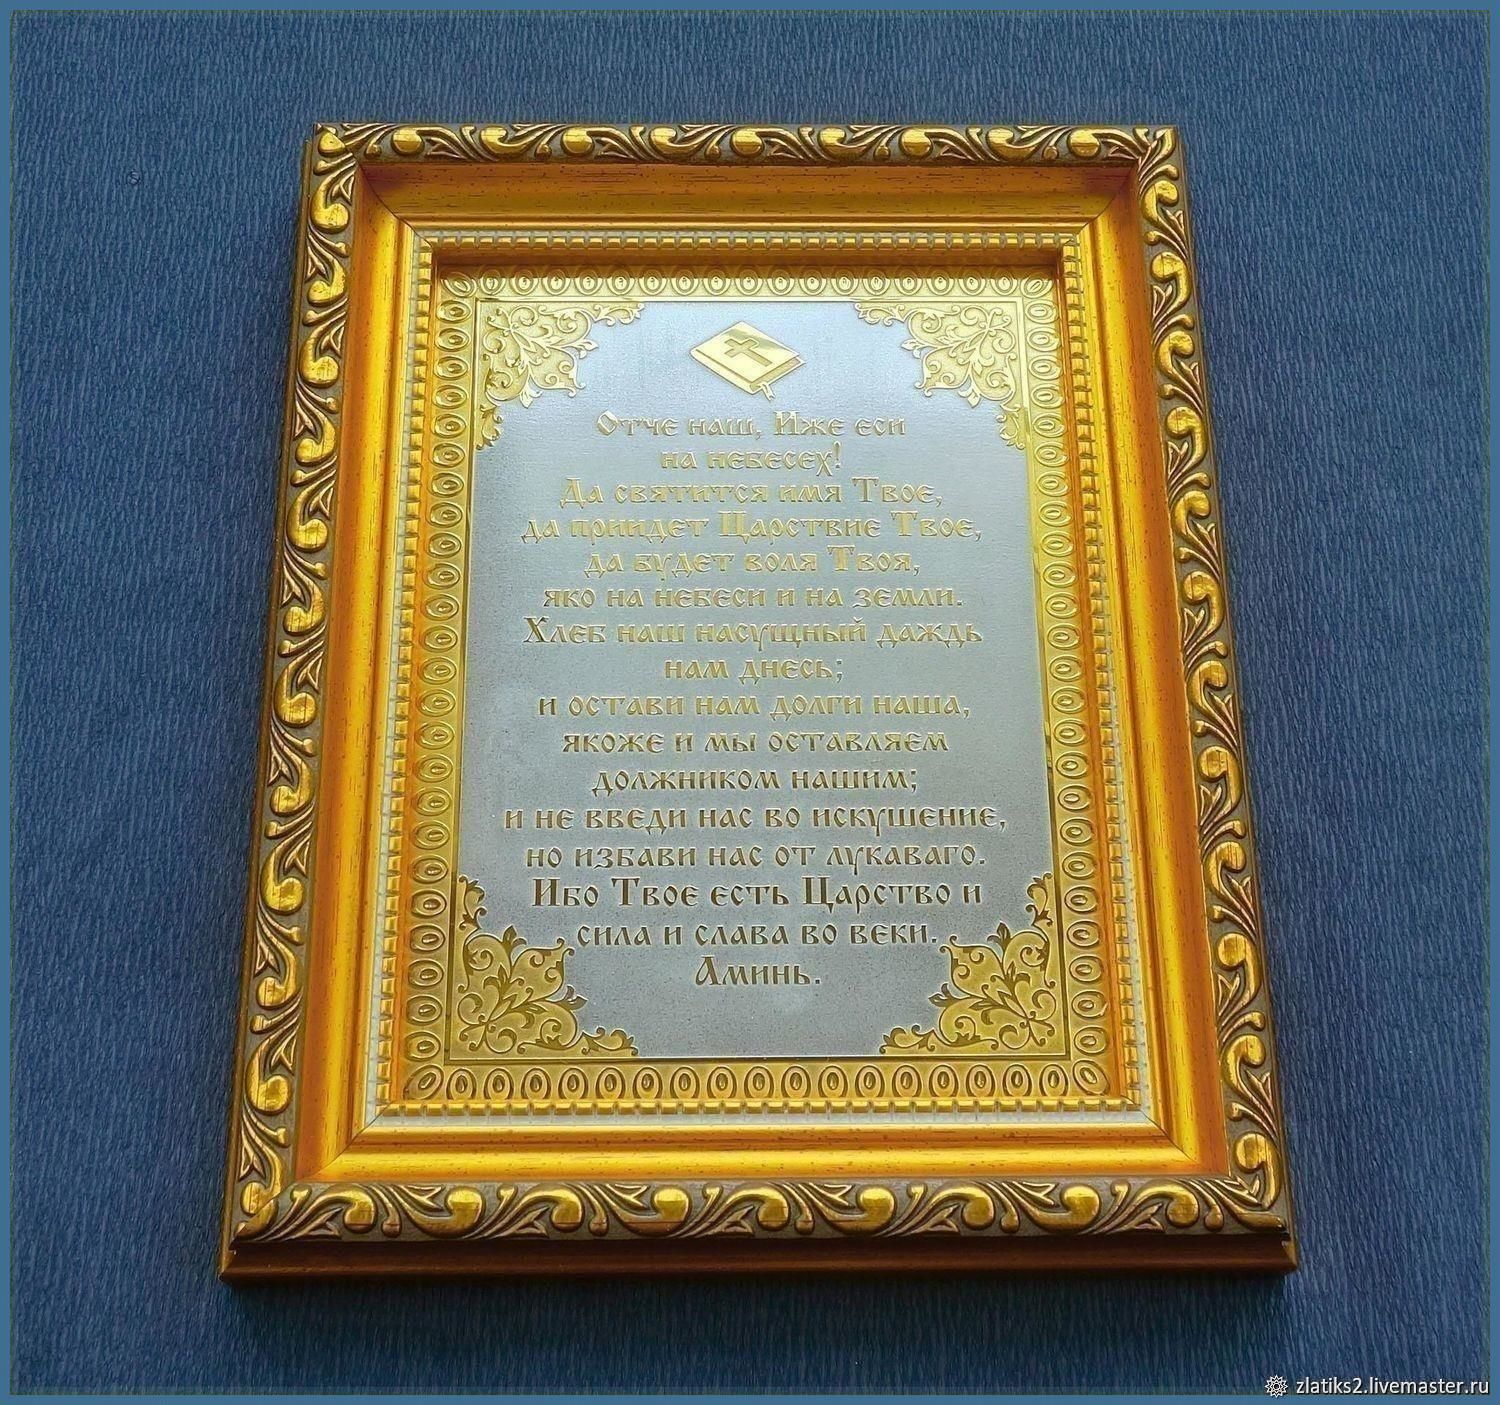 Отче наш, Иже еси
на небесех!
Да святится имя Твое,
да приидет Царствие Твое,
да будет воля Твоя,
яко на небеси и на земли.
Хлеб наш насущный даждь
нам днесь;
и остави нам долги наша,
якоже и мы оставляем
должником нашим;
и не введи нас во искушение,
но избави нас от лукаваго.
Ибо Твое есть Царство и
сила и слава во веки.
Аминь.
zlatiks2.livemaster.ru